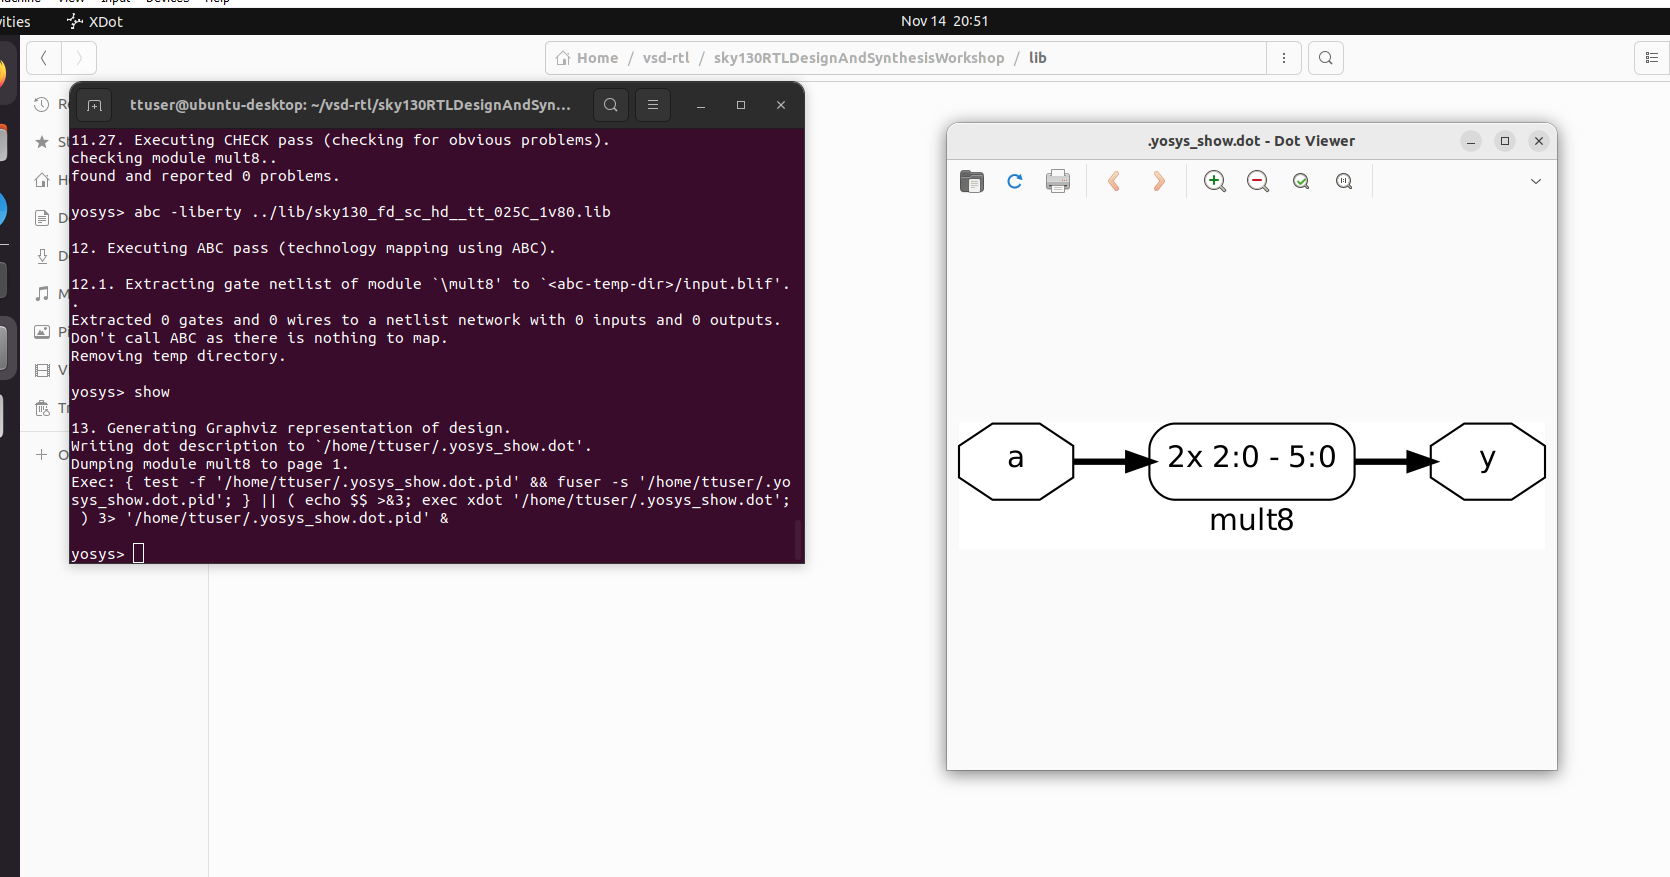 Machine View Input Devices Help
ities XDot Nov 14 20:51
Home / vsd-rtl / sky130RTLDesignAndSynthesisWorkshop / lib
ttuser@ubuntu-desktop: ~/vsd-rtl/sky130RTLDesignAndSyn...
11.27. Executing CHECK pass (checking for obvious problems).
checking module mult8..
found and reported 0 problems.
yosys> abc -liberty ../lib/sky130_fd_sc_hd__tt_025C_1v80.lib
12. Executing ABC pass (technology mapping using ABC).
12.1. Extracting gate netlist of module `\mult8' to `<abc-temp-dir>/input.blif'.
.
Extracted 0 gates and 0 wires to a netlist network with 0 inputs and 0 outputs.
Don't call ABC as there is nothing to map.
Removing temp directory.
yosys> show
13. Generating Graphviz representation of design.
Writing dot description to `/home/ttuser/.yosys_show.dot'.
Dumping module mult8 to page 1.
Exec: { test -f '/home/ttuser/.yosys_show.dot.pid' && fuser -s '/home/ttuser/.yo
sys_show.dot.pid'; } || ( echo $$ >&3; exec xdot '/home/ttuser/.yosys_show.dot';
) 3> '/home/ttuser/.yosys_show.dot.pid' &
yosys>
.yosys_show.dot - Dot Viewer
a
2x 2:0 - 5:0
y
mult8